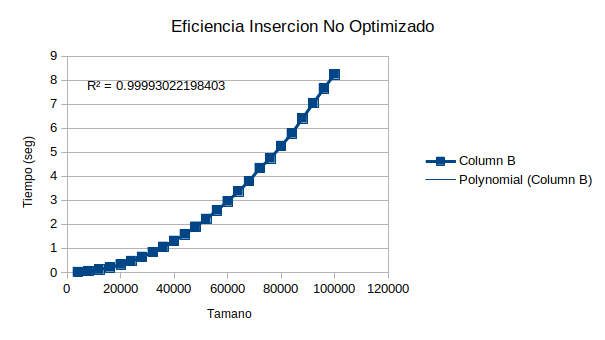 Eficiencia Insercion No Optimizado
9
8
7
6
5
4
3
2
1
0
R² = 0.99993022198403
Tiempo (seg)
0 20000 40000 60000 80000 100000 120000
Tamano
Column B
Polynomial (Column B)